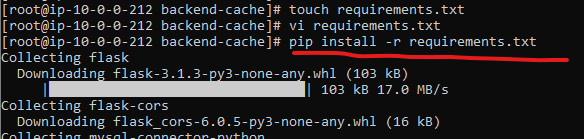 [root@ip-10-0-0-212 backend-cache]# touch requirements.txt
[root@ip-10-0-0-212 backend-cache]# vi requirements.txt
[root@ip-10-0-0-212 backend-cache]# pip install -r requirements.txt
Collecting flask
  Downloading flask-3.1.3-py3-none-any.whl (103 kB)
     |████████████████████████████████| 103 kB 17.0 MB/s
Collecting flask-cors
  Downloading flask_cors-6.0.5-py3-none-any.whl (16 kB)
Collecting mysql-connector-python